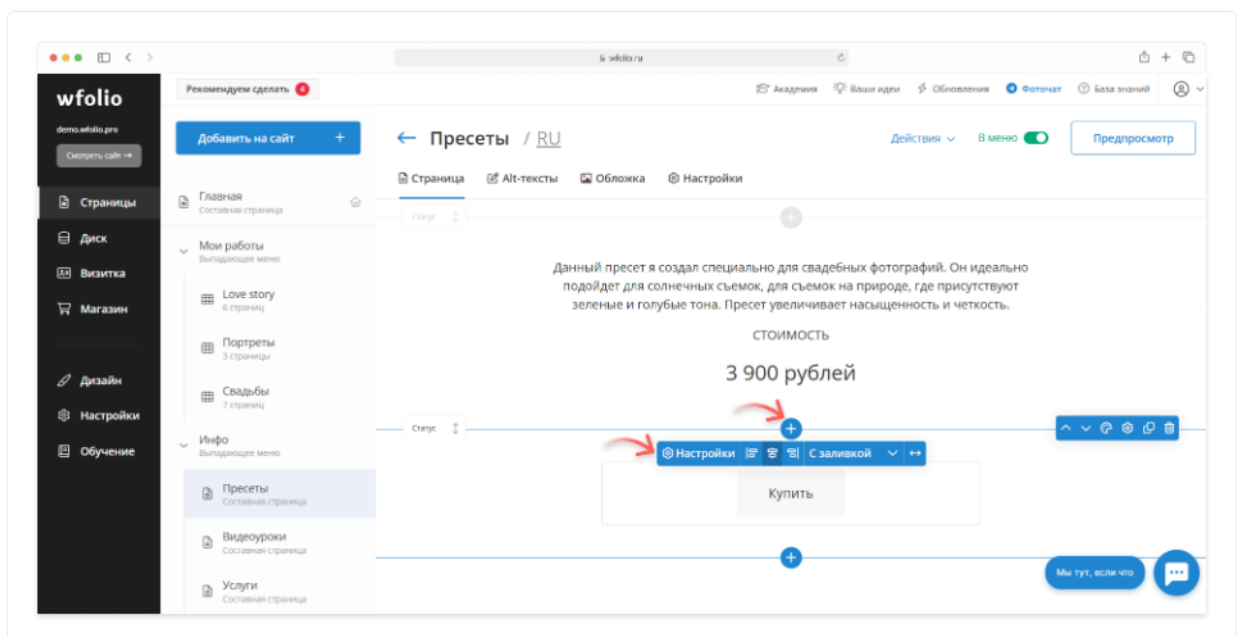 wfolio.ru
wfolio
Рекомендуем сделать 4
Академия
Ваши идеи
Обновления
Фоточат
База знаний
demo.wfolio.pro
Смотреть сайт →
Добавить на сайт +
← Пресеты / RU
Действия
В меню
Предпросмотр
Страница
Alt-тексты
Обложка
Настройки
Страницы
Диск
Визитка
Магазин
Дизайн
Настройки
Обучение
Главная
Составная страница
Мои работы
Выпадающее меню
Love story
6 страниц
Портреты
3 страницы
Свадьбы
7 страниц
Инфо
Выпадающее меню
Пресеты
Составная страница
Видеоуроки
Составная страница
Услуги
Составная страница
Статус
Данный пресет я создал специально для свадебных фотографий. Он идеально
подойдет для солнечных съемок, для съемок на природе, где присутствуют
зеленые и голубые тона. Пресет увеличивает насыщенность и четкость.
СТОИМОСТЬ
3 900 рублей
Статус
Настройки
С заливкой
Купить
Мы тут, если что